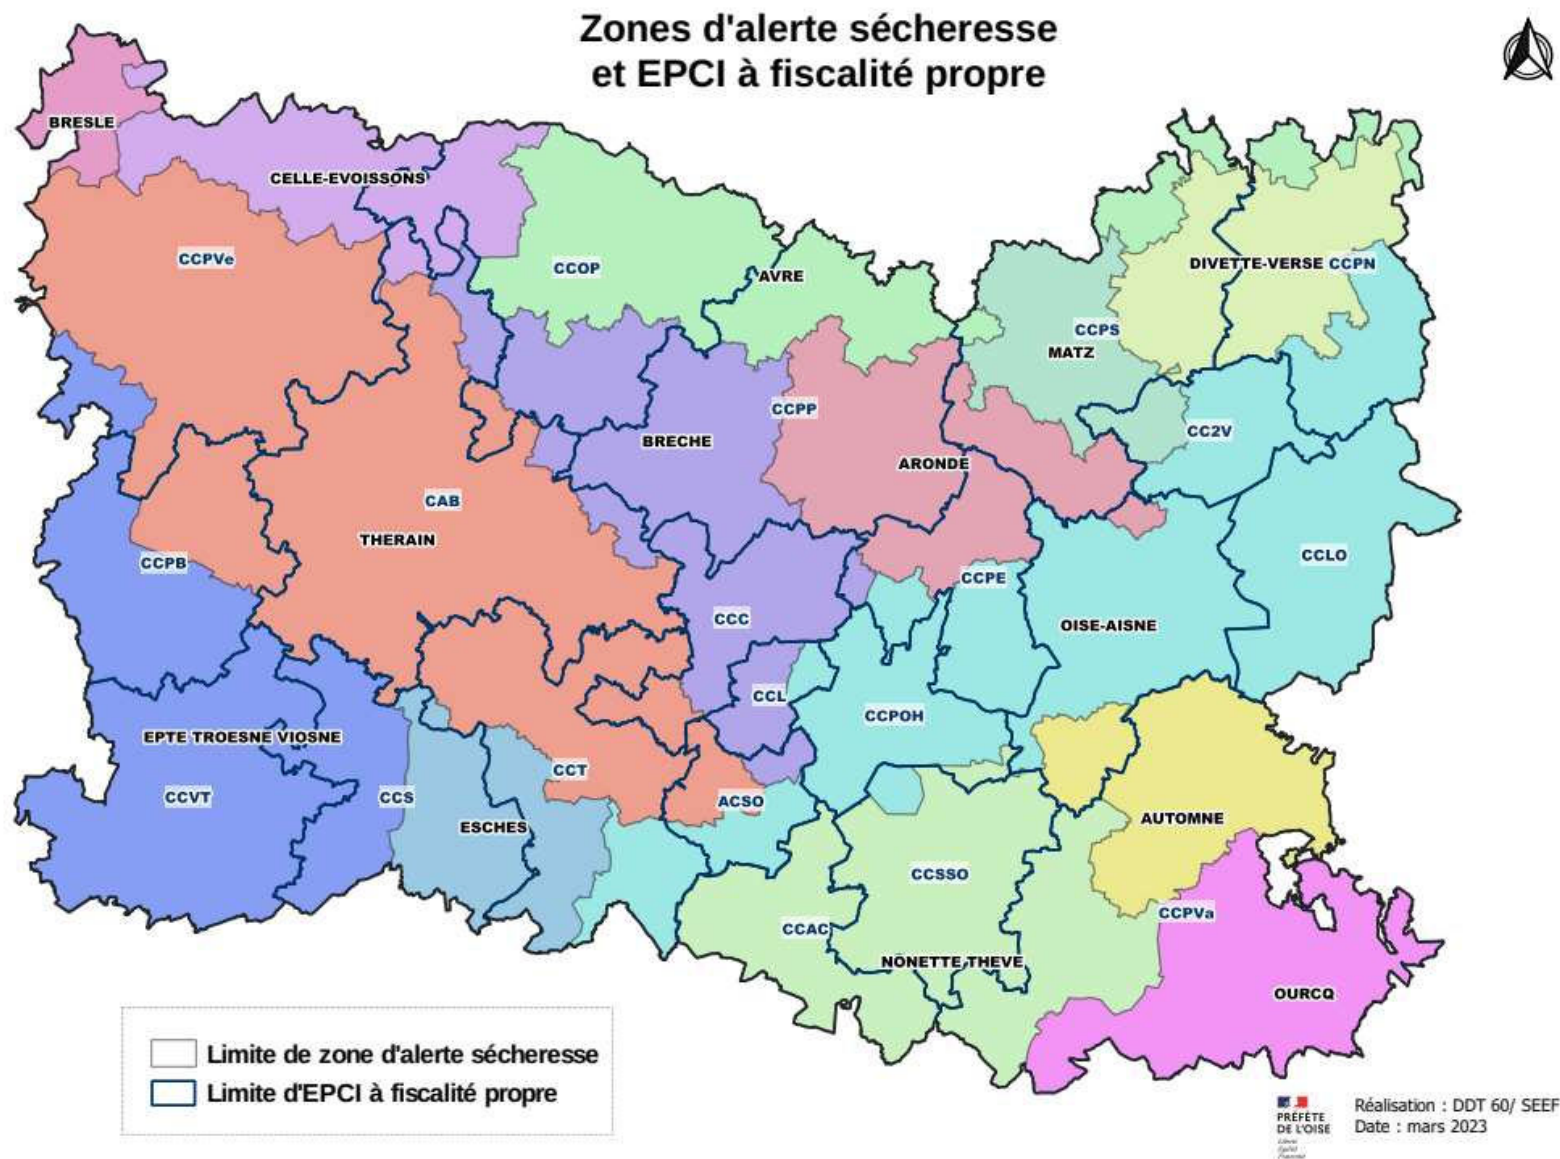 Zones d'alerte sécheresse
et EPCI à fiscalité propre
BRESLE
CELLE-EVOISSONS
CCPVe
CCOP
AVRE
DIVETTE-VERSE
CCPN
CCPS
MATZ
CCPP
CC2V
BRECHE
ARONDE
CAB
THERAIN
CCPB
CCPE
CCLO
CCC
OISE-AISNE
CCL
CCPOH
EPTE TROESNE VIOSNE
CCT
CCVT
CCS
ACSO
ESCHES
AUTOMNE
CCSSO
CCAC
CCPVa
NONETTE THEVE
OURCQ
Limite de zone d'alerte sécheresse
Limite d'EPCI à fiscalité propre
PRÉFÈTE
DE L'OISE
Liberté
Égalité
Fraternité
Réalisation : DDT 60/ SEEF
Date : mars 2023